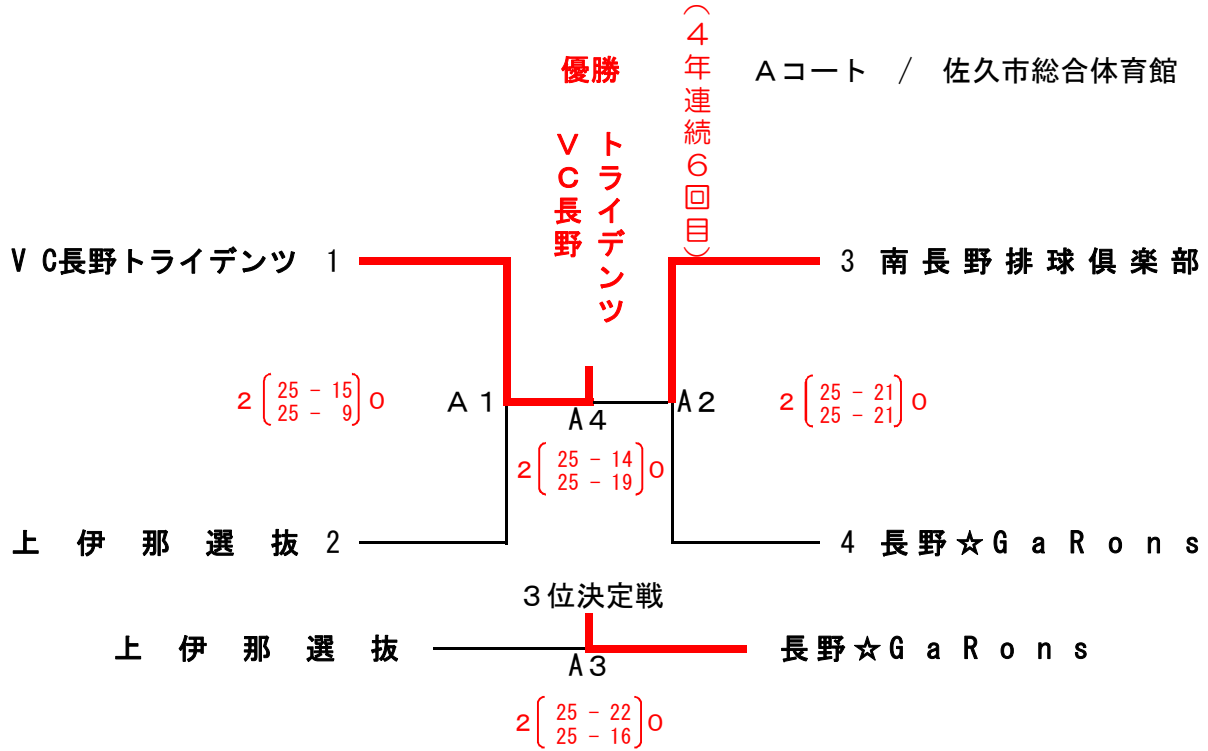 優勝
VC長野
トライデンツ
（４年連続６回目）
Ａコート　/　佐久市総合体育館
V C長野トライデンツ 1
3 南長野排球倶楽部
2 25 - 15 0
25 - 9
A１
A2
2 25 - 21 0
25 - 21
A4
2 25 - 14 0
25 - 19
上伊那選抜 2
4 長野☆GaRons
３位決定戦
上伊那選抜
長野☆GaRons
A3
2 25 - 22 0
25 - 16